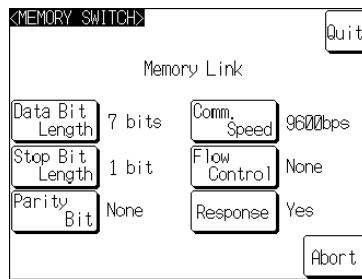 <MEMORY SWITCH>
Quit
Memory Link
Data Bit
Length
7 bits
Comm.
Speed
9600bps
Stop Bit
Length
1 bit
Flow
Control
None
Parity
Bit
None
Response
Yes
Abort